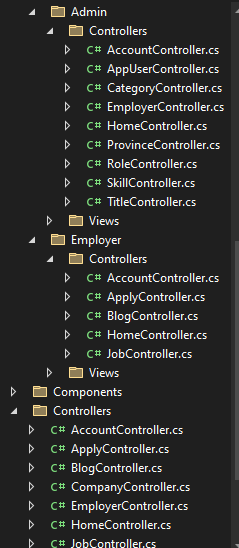 Admin
Controllers
C# AccountController.cs
C# AppUserController.cs
C# CategoryController.cs
C# EmployerController.cs
C# HomeController.cs
C# ProvinceController.cs
C# RoleController.cs
C# SkillController.cs
C# TitleController.cs
Views
Employer
Controllers
C# AccountController.cs
C# ApplyController.cs
C# BlogController.cs
C# HomeController.cs
C# JobController.cs
Views
Components
Controllers
C# AccountController.cs
C# ApplyController.cs
C# BlogController.cs
C# CompanyController.cs
C# EmployerController.cs
C# HomeController.cs
C# JobController.cs